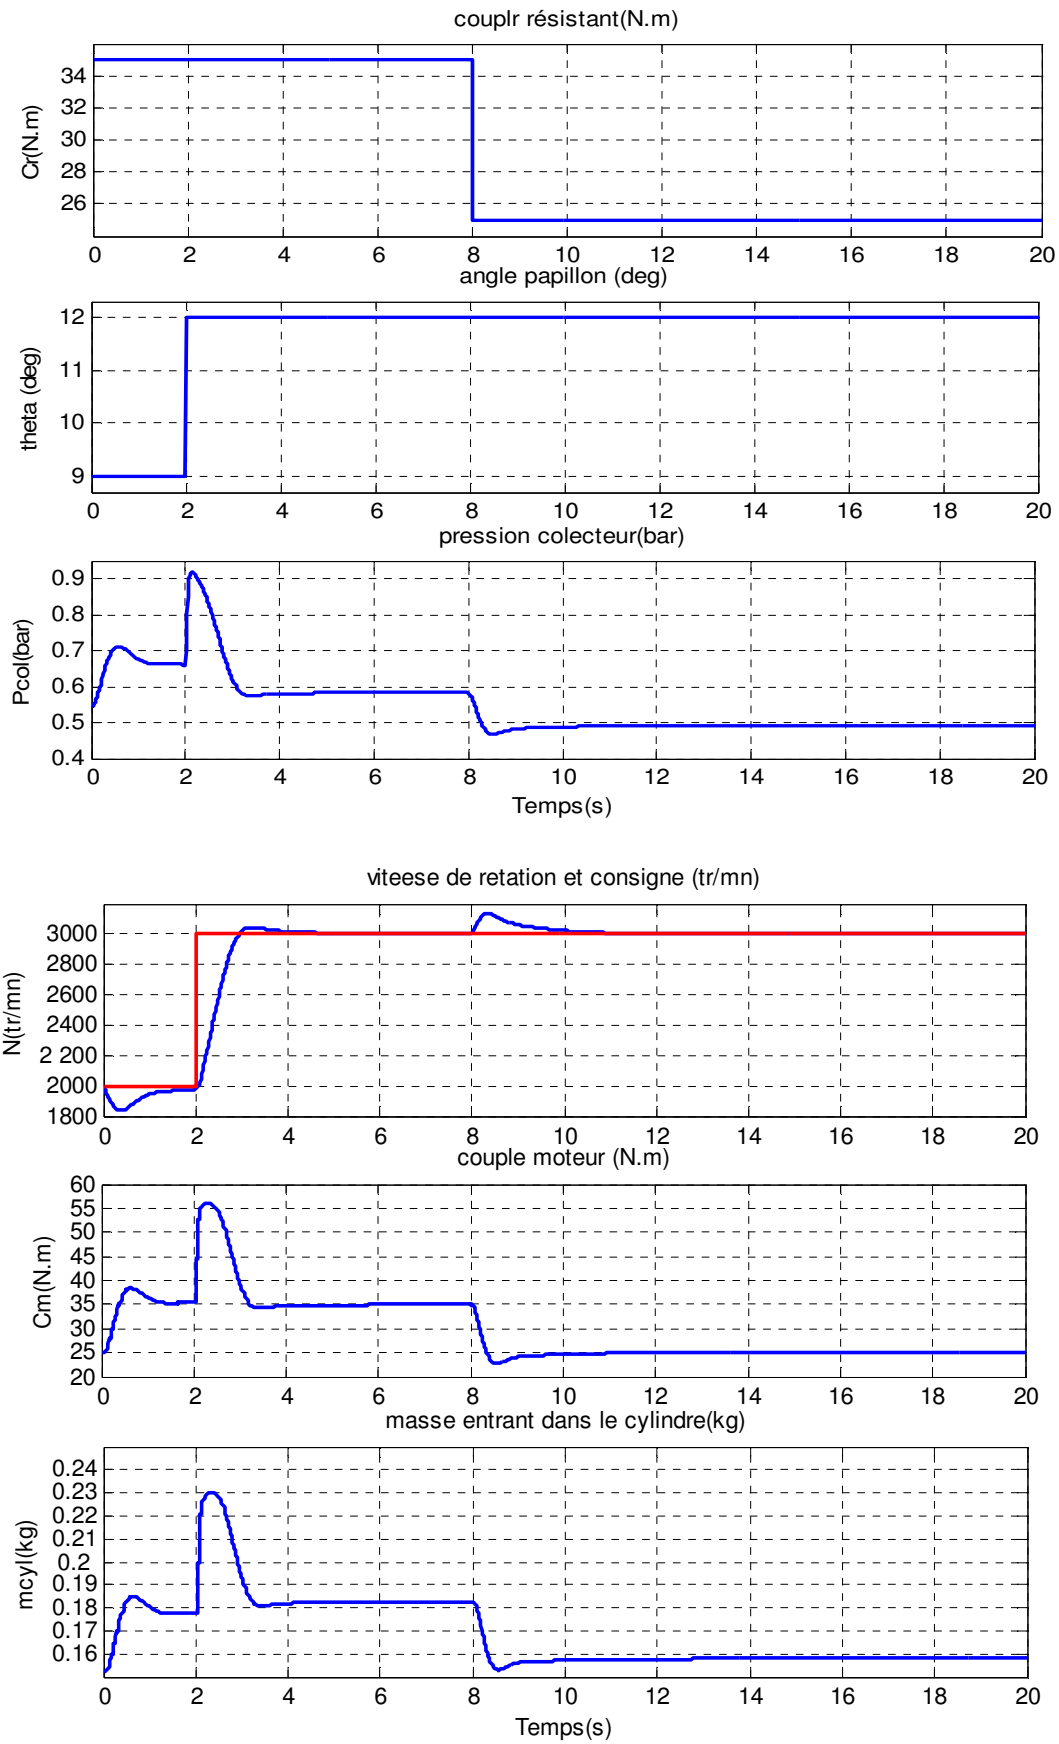 couplr résistant(N.m)
Cr(N.m)
34
32
30
28
26
0 2 4 6 8 10 12 14 16 18 20
angle papillon (deg)
theta (deg)
12
11
10
9
0 2 4 6 8 10 12 14 16 18 20
pression colecteur(bar)
Pcol(bar)
0.9
0.8
0.7
0.6
0.5
0.4
0 2 4 6 8 10 12 14 16 18 20
Temps(s)
viteese de retation et consigne (tr/mn)
N(tr/mn)
3000
2800
2600
2400
2 200
2000
1800
0 2 4 6 8 10 12 14 16 18 20
couple moteur (N.m)
Cm(N.m)
60
55
50
45
40
35
30
25
20
0 2 4 6 8 10 12 14 16 18 20
masse entrant dans le cylindre(kg)
mcyl(kg)
0.24
0.23
0.22
0.21
0.2
0.19
0.18
0.17
0.16
0 2 4 6 8 10 12 14 16 18 20
Temps(s)